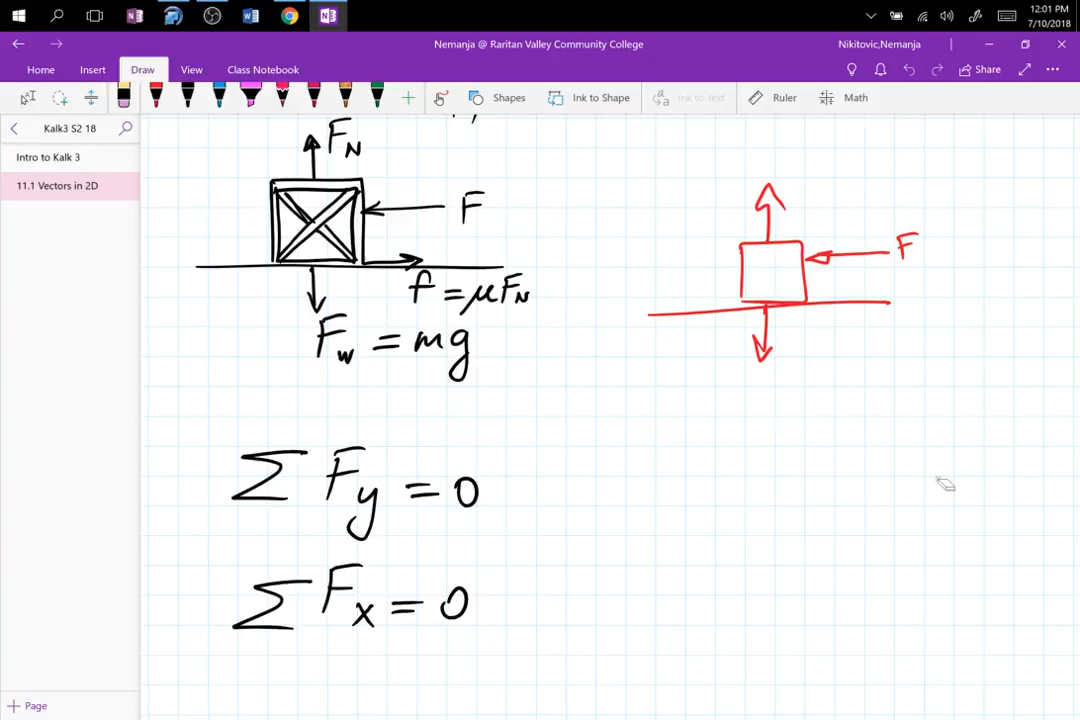 12:01 PM
7/10/2018
Nemanja @ Raritan Valley Community College
Nikitovic,Nemanja
Home Insert Draw View Class Notebook
Share
Shapes Ink to Shape Ink to Text Ruler Math
Kalk3 S2 18
Intro to Kalk 3
11.1 Vectors in 2D
F_N
F
f = μF_N
F_w = mg
F
Σ F_y = 0
Σ F_x = 0
Page